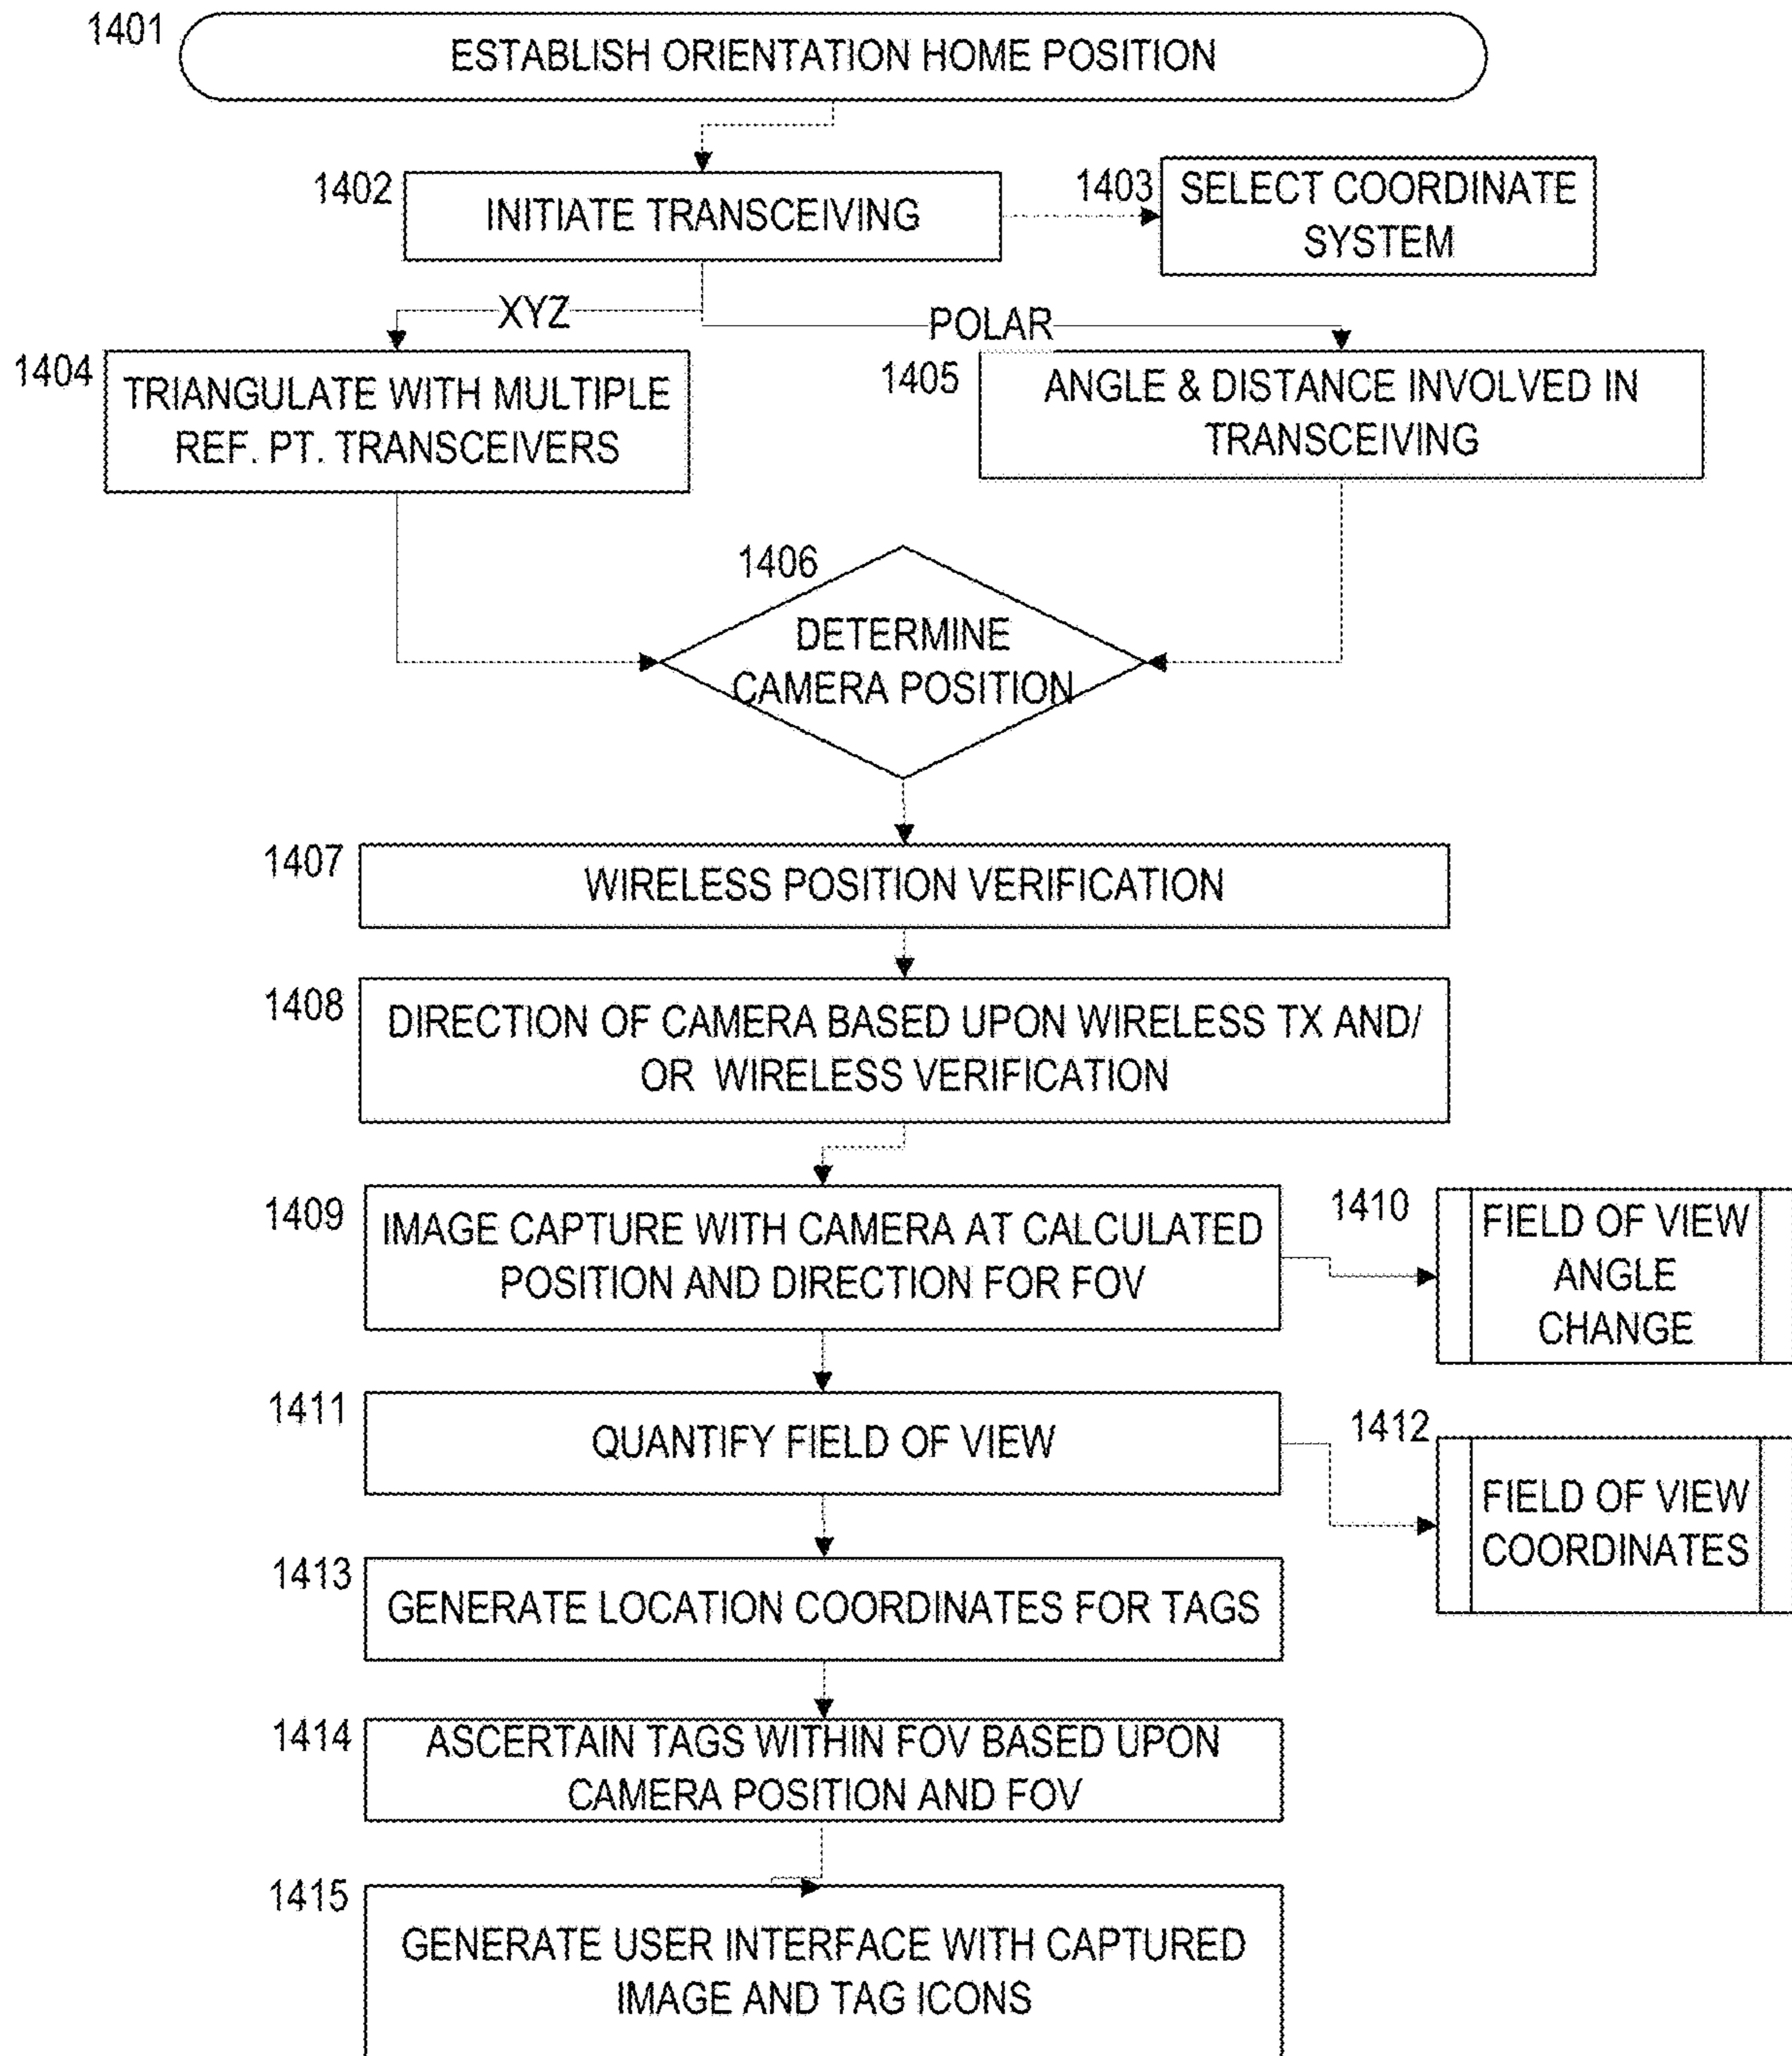 1401
ESTABLISH ORIENTATION HOME POSITION
1402
INITIATE TRANSCEIVING
1403
SELECT COORDINATE
SYSTEM
XYZ
POLAR
1404
TRIANGULATE WITH MULTIPLE
REF. PT. TRANSCEIVERS
1405
ANGLE & DISTANCE INVOLVED IN
TRANSCEIVING
1406
DETERMINE
CAMERA POSITION
1407
WIRELESS POSITION VERIFICATION
1408
DIRECTION OF CAMERA BASED UPON WIRELESS TX AND/
OR WIRELESS VERIFICATION
1409
IMAGE CAPTURE WITH CAMERA AT CALCULATED
POSITION AND DIRECTION FOR FOV
1410
FIELD OF VIEW
ANGLE
CHANGE
1411
QUANTIFY FIELD OF VIEW
1412
FIELD OF VIEW
COORDINATES
1413
GENERATE LOCATION COORDINATES FOR TAGS
1414
ASCERTAIN TAGS WITHIN FOV BASED UPON
CAMERA POSITION AND FOV
1415
GENERATE USER INTERFACE WITH CAPTURED
IMAGE AND TAG ICONS